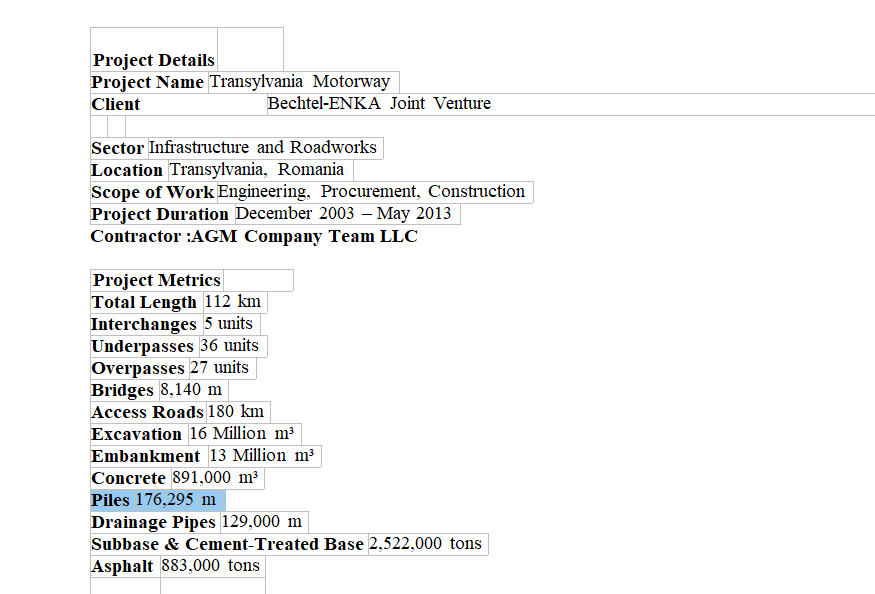 Project Details
Project Name Transylvania Motorway
Client Bechtel-ENKA Joint Venture
Sector Infrastructure and Roadworks
Location Transylvania, Romania
Scope of Work Engineering, Procurement, Construction
Project Duration December 2003 – May 2013
Contractor :AGM Company Team LLC
Project Metrics
Total Length 112 km
Interchanges 5 units
Underpasses 36 units
Overpasses 27 units
Bridges 8,140 m
Access Roads 180 km
Excavation 16 Million m³
Embankment 13 Million m³
Concrete 891,000 m³
Piles 176,295 m
Drainage Pipes 129,000 m
Subbase & Cement-Treated Base 2,522,000 tons
Asphalt 883,000 tons